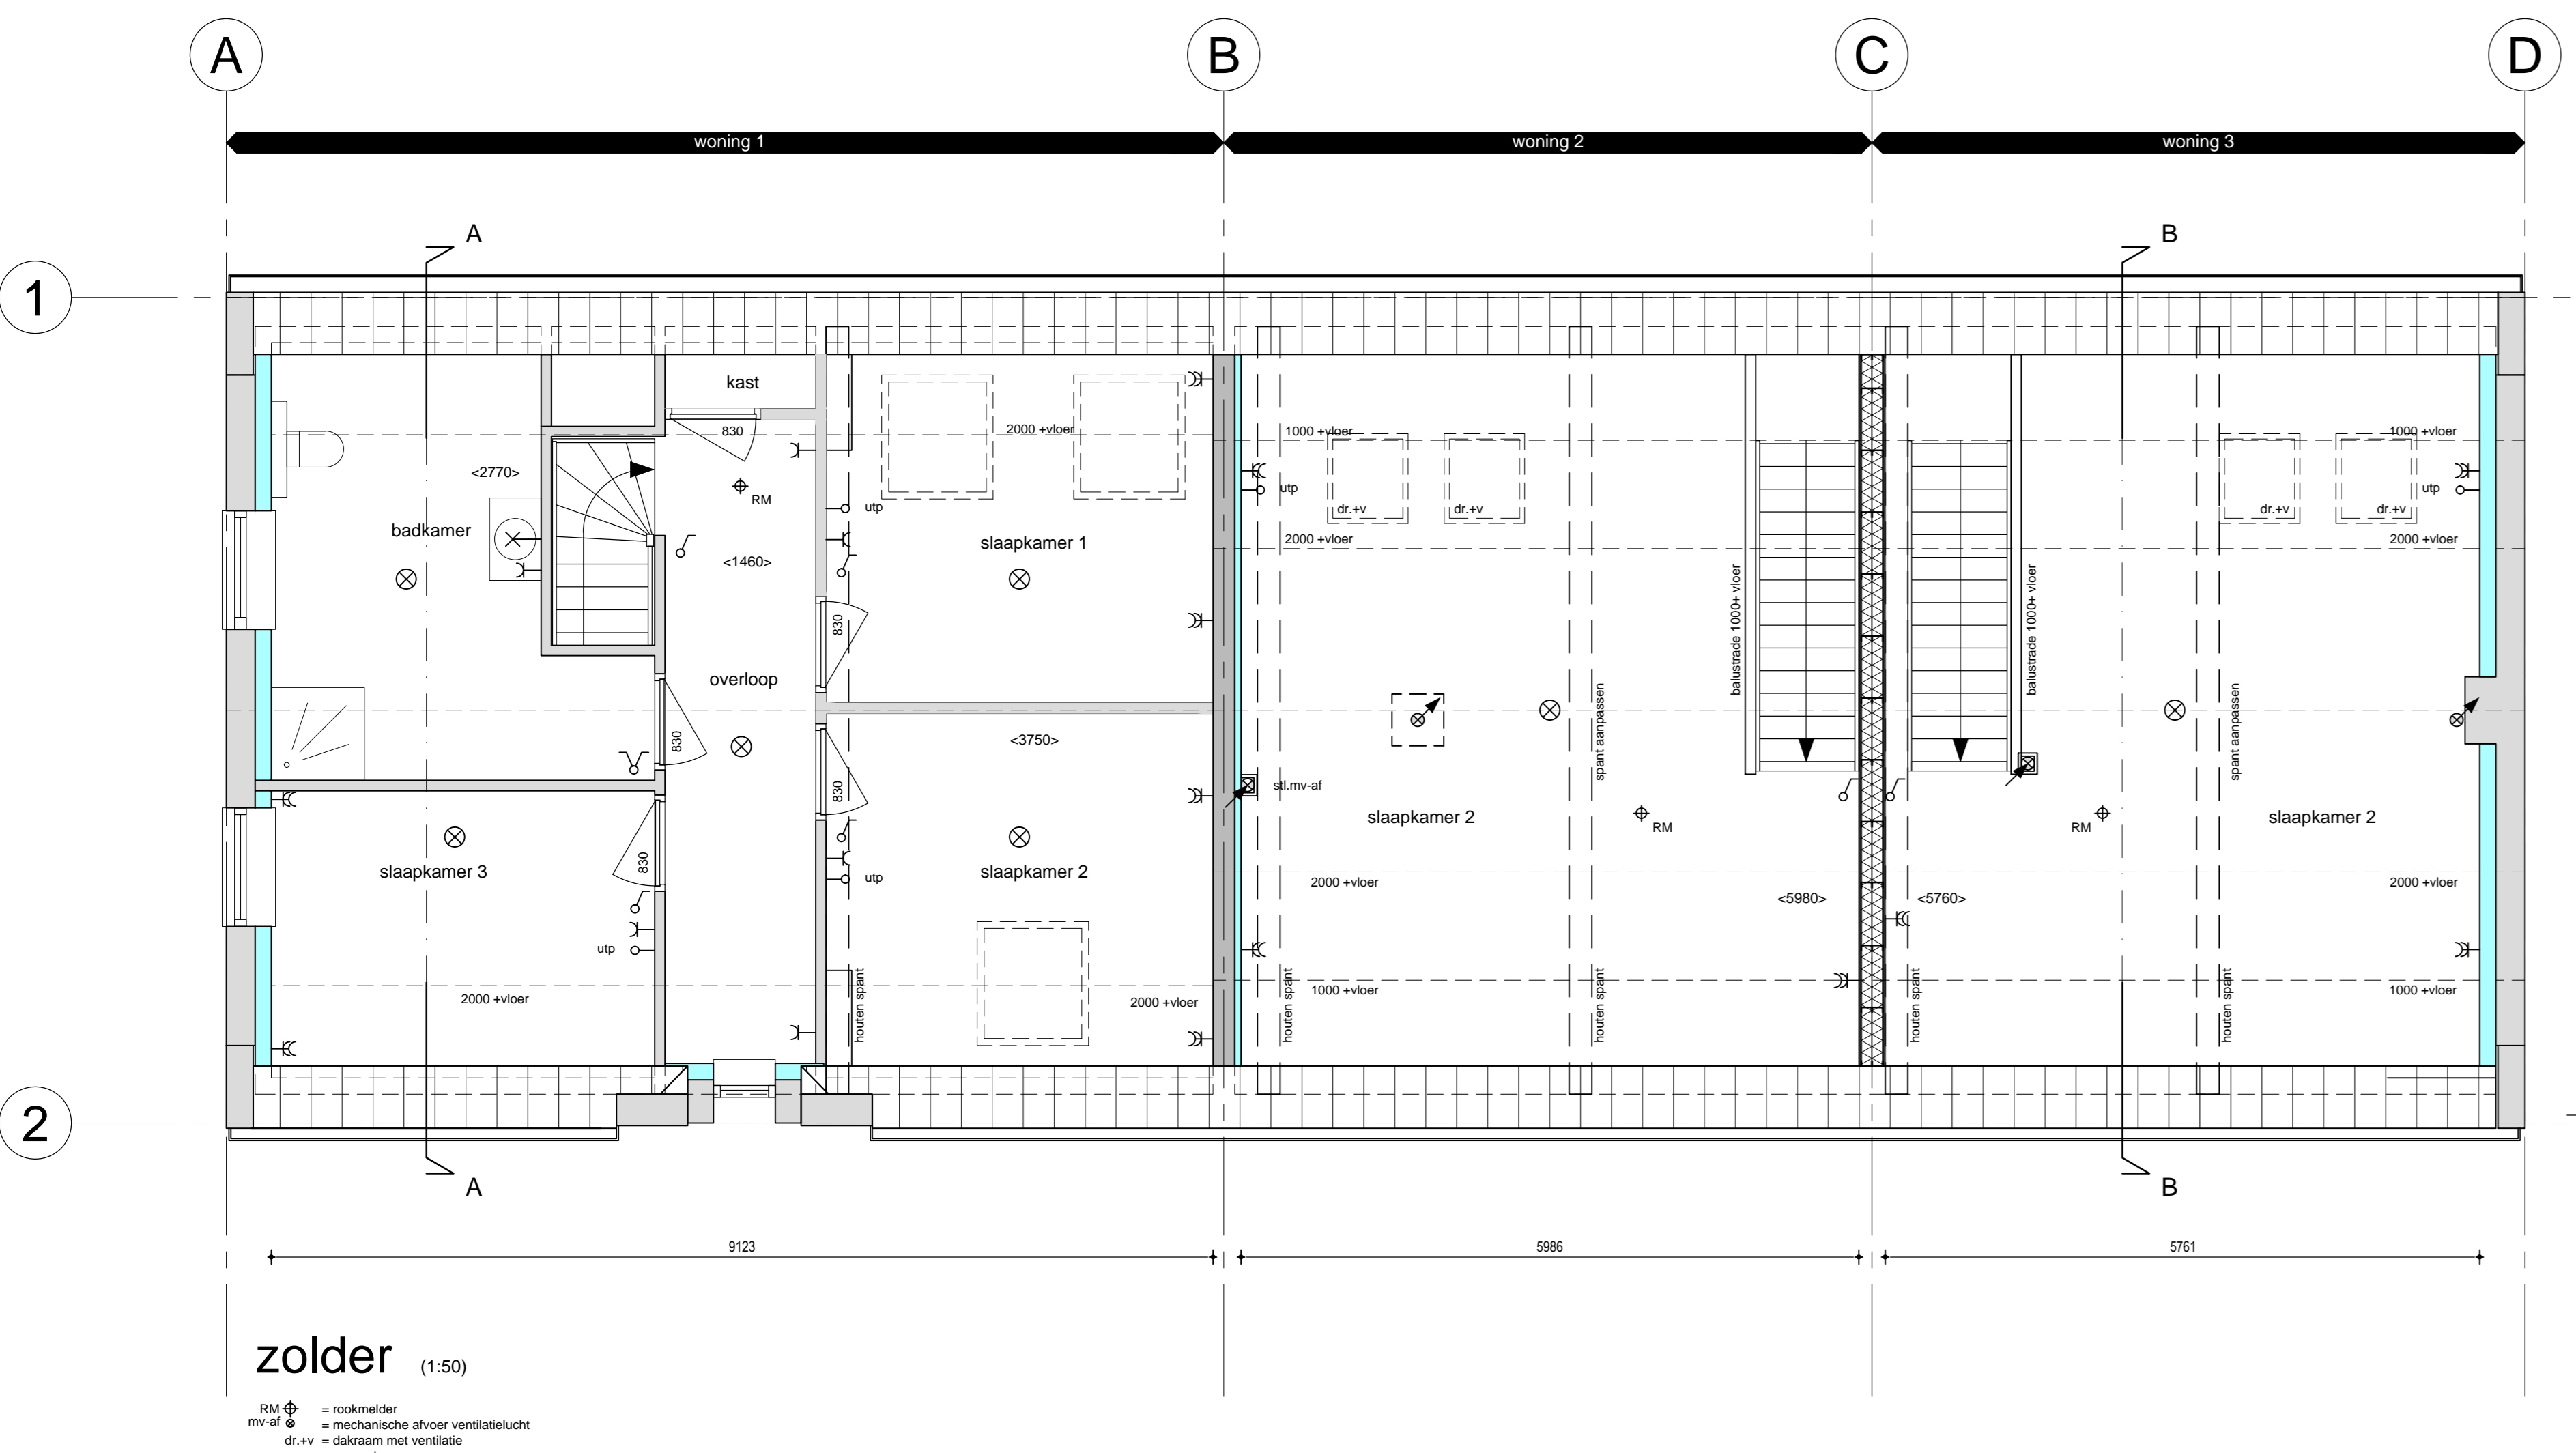 A B C D
woning 1 woning 2 woning 3
A B
1
kast
830 2000 +vloer 1000 +vloer 1000 +vloer
<2770>
RM utp utp utp
dr.+v dr.+v dr.+v dr.+v
badkamer slaapkamer 1 2000 +vloer 2000 +vloer
<1460>
830 balustrade 1000+ vloer balustrade 1000+ vloer
overloop
830 <3750> spant aanpassen spant aanpassen
830 stl.mv-af
slaapkamer 2 RM RM slaapkamer 2
slaapkamer 3 830 utp slaapkamer 2 2000 +vloer 2000 +vloer
<5980> <5760>
utp
2000 +vloer 2000 +vloer 1000 +vloer 1000 +vloer
houten spant houten spant houten spant houten spant houten spant
2
A B
9123 5986 5761
zolder (1:50)
RM = rookmelder
mv-af = mechanische afvoer ventilatielucht
dr.+v = dakraam met ventilatie